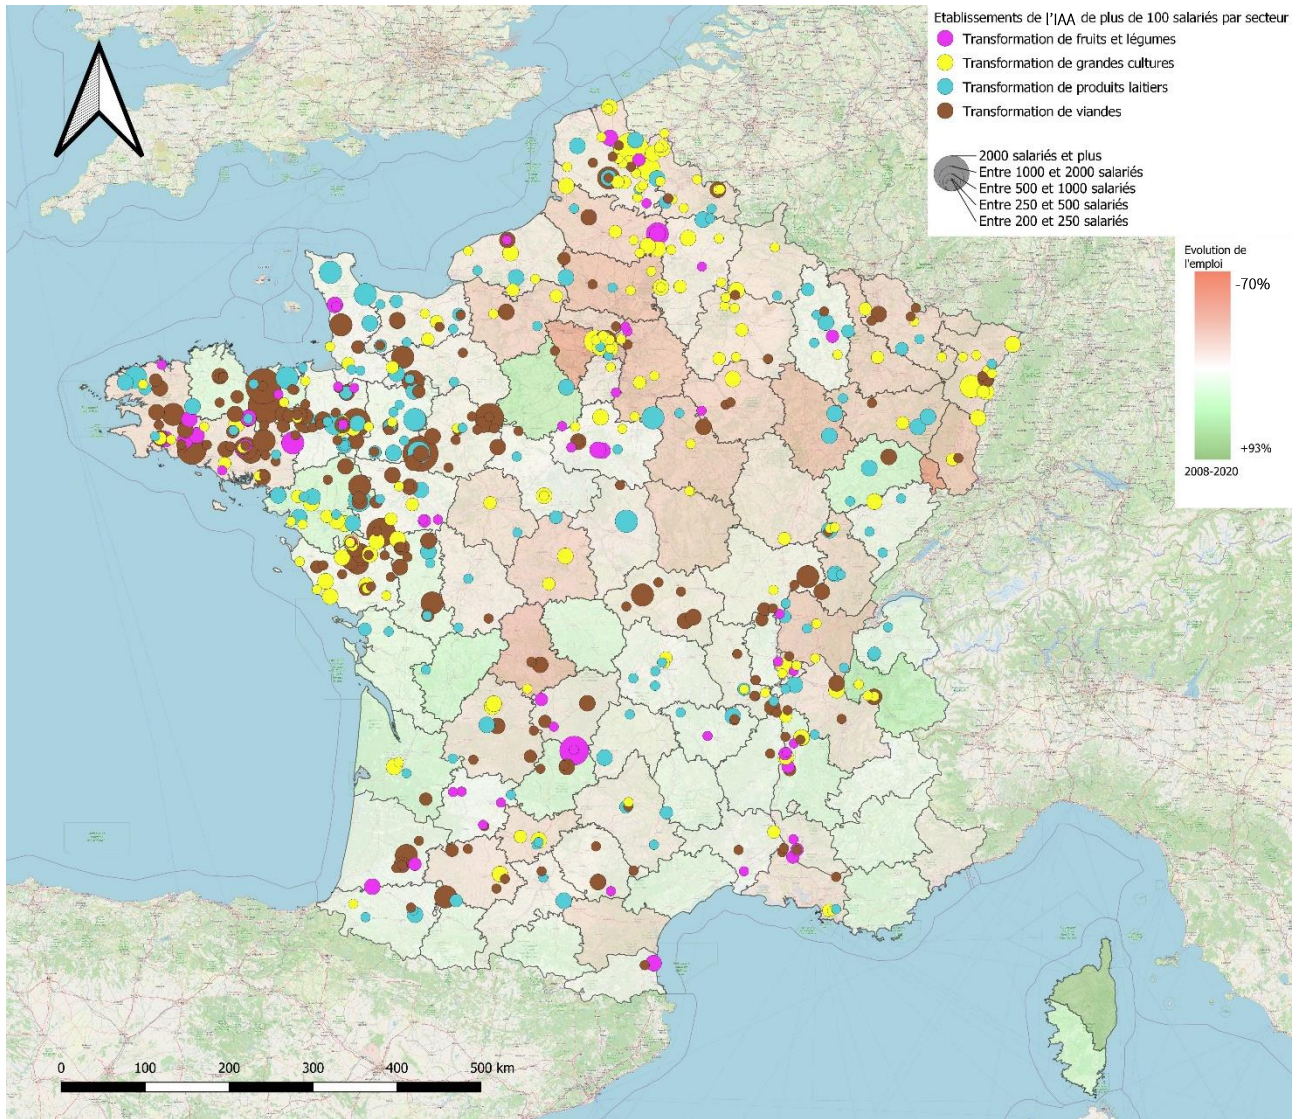 Etablissements de l'IAA de plus de 100 salariés par secteur
Transformation de fruits et légumes
Transformation de grandes cultures
Transformation de produits laitiers
Transformation de viandes
2000 salariés et plus
Entre 1000 et 2000 salariés
Entre 500 et 1000 salariés
Entre 250 et 500 salariés
Entre 200 et 250 salariés
Evolution de
l'emploi
-70%
+93%
2008-2020
0 100 200 300 400 500 km